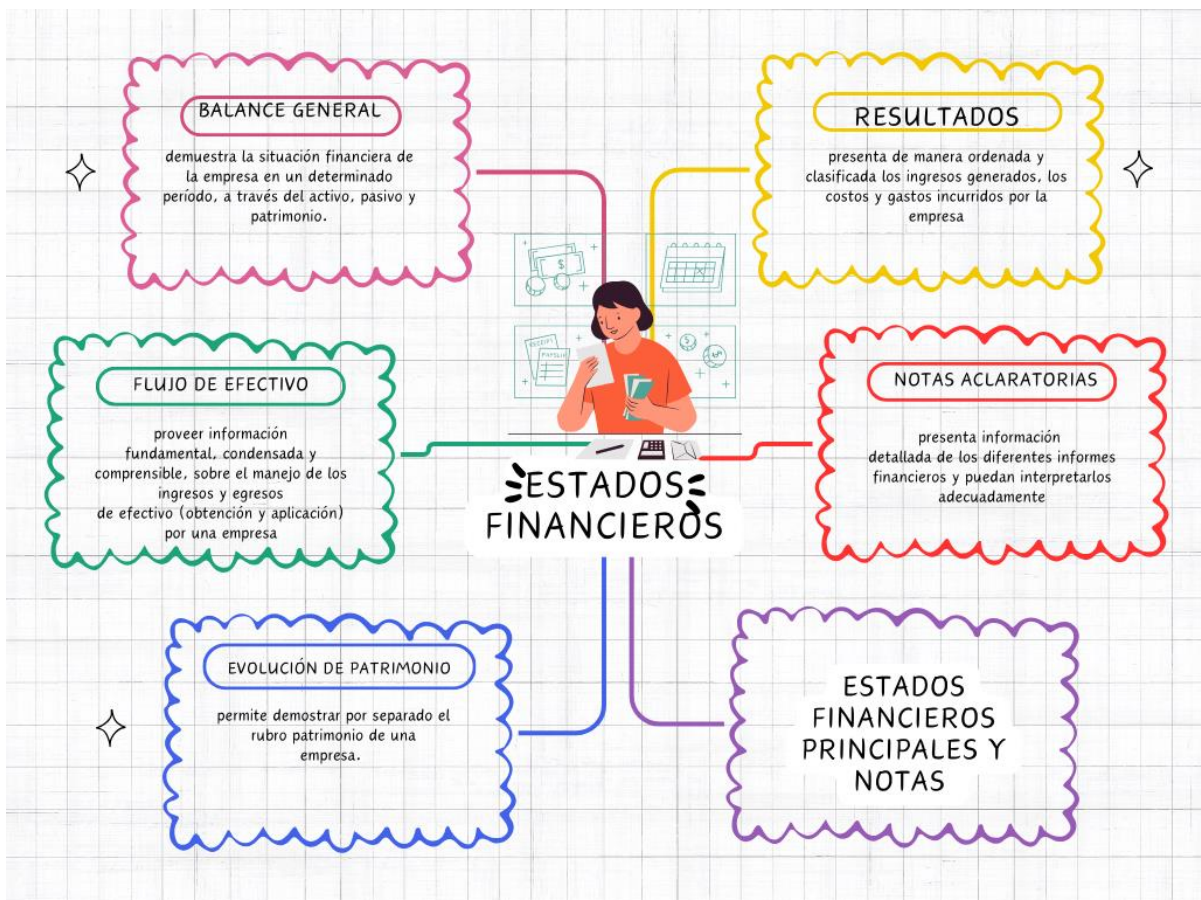 BALANCE GENERAL
demuestra la situación financiera de
la empresa en un determinado
período, a través del activo, pasivo y
patrimonio.
RESULTADOS
presenta de manera ordenada y
clasificada los ingresos generados, los
costos y gastos incurridos por la
empresa
FLUJO DE EFECTIVO
proveer información
fundamental, condensada y
comprensible, sobre el manejo de los
ingresos y egresos
de efectivo (obtención y aplicación)
por una empresa
RECEIPT
NOTAS ACLARATORIAS
presenta información
detallada de los diferentes informes
financieros y puedan interpretarlos
adecuadamente
ESTADOS
FINANCIEROS
EVOLUCIÓN DE PATRIMONIO
permite demostrar por separado el
rubro patrimonio de una
empresa.
ESTADOS
FINANCIEROS
PRINCIPALES Y
NOTAS